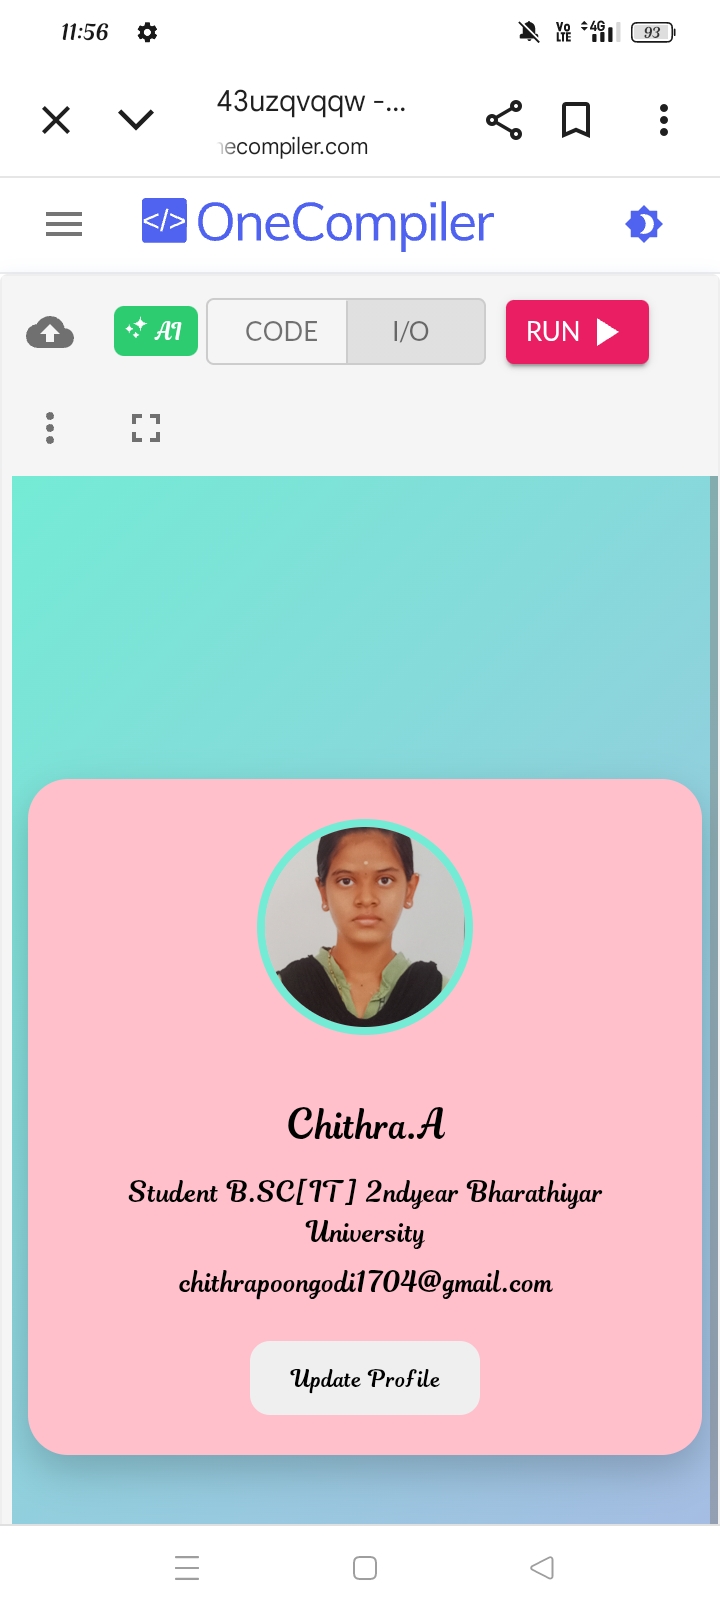 11:56
Vo LTE 4G 93
43uzqvqqw -...
ecompiler.com
</> OneCompiler
AI CODE I/O RUN
Chithra.A
Student B.SC[IT] 2ndyear Bharathiyar
University
chithrapoongodi1704@gmail.com
Update Profile